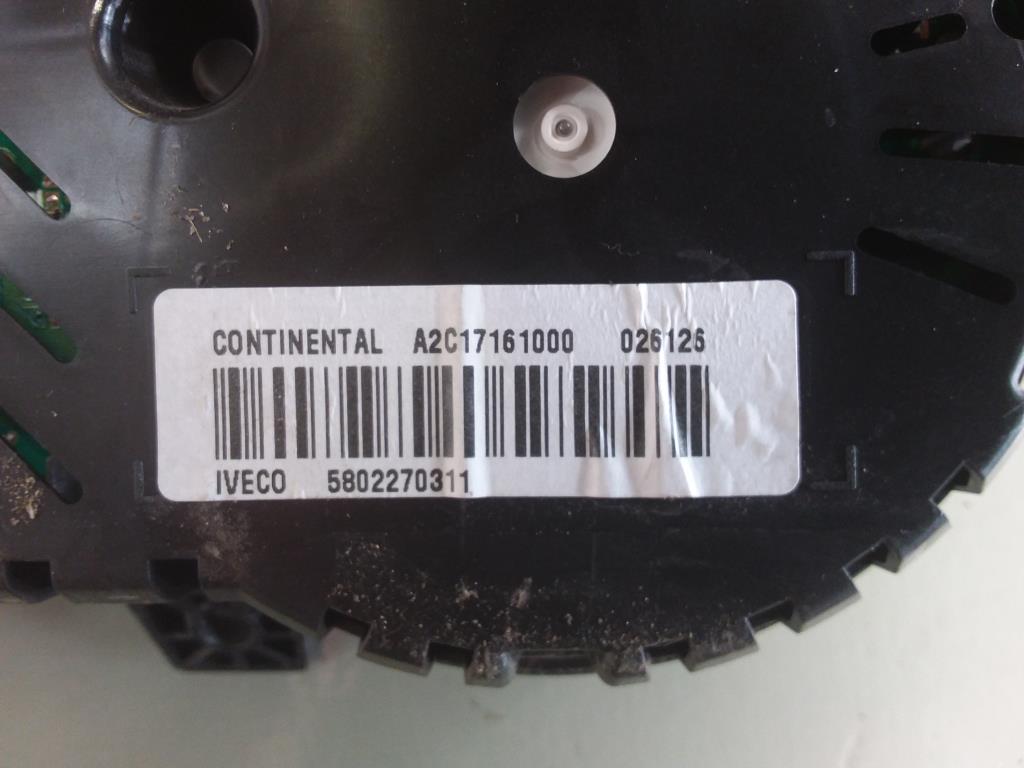 CONTINENTAL A2C17161000 026126
IVECO 5802270311